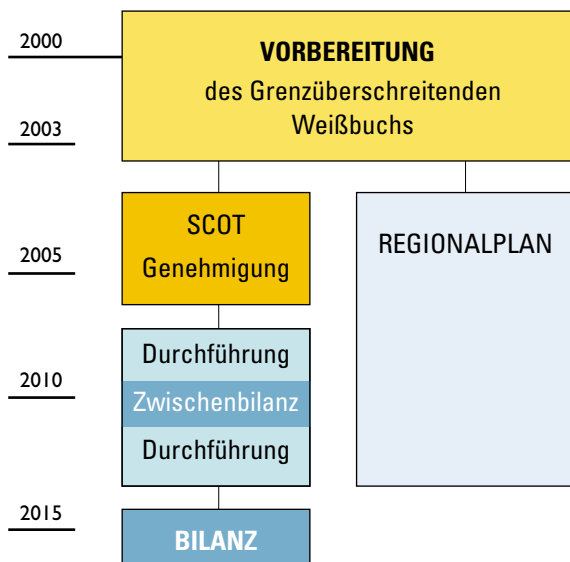 2000
VORBEREITUNG
des Grenzüberschreitenden
Weißbuchs
2003
SCOT
Genehmigung
REGIONALPLAN
2005
Durchführung
2010
Zwischenbilanz
Durchführung
2015
BILANZ